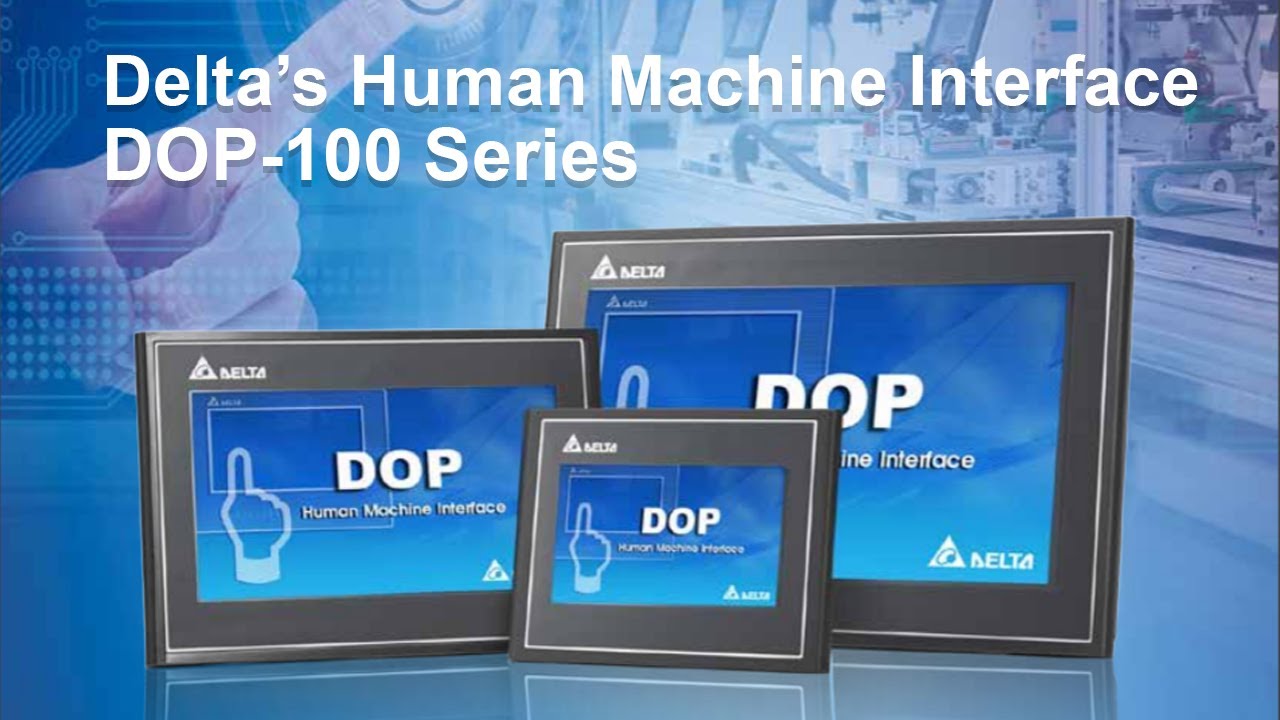 Delta’s Human Machine Interface
DOP-100 Series
DELTA
DELTA
DOP
ine Interface
DELTA
DELTA
DELTA
DOP
Human Machine Interface
DELTA
DOP
Human Machine Interface
DELTA